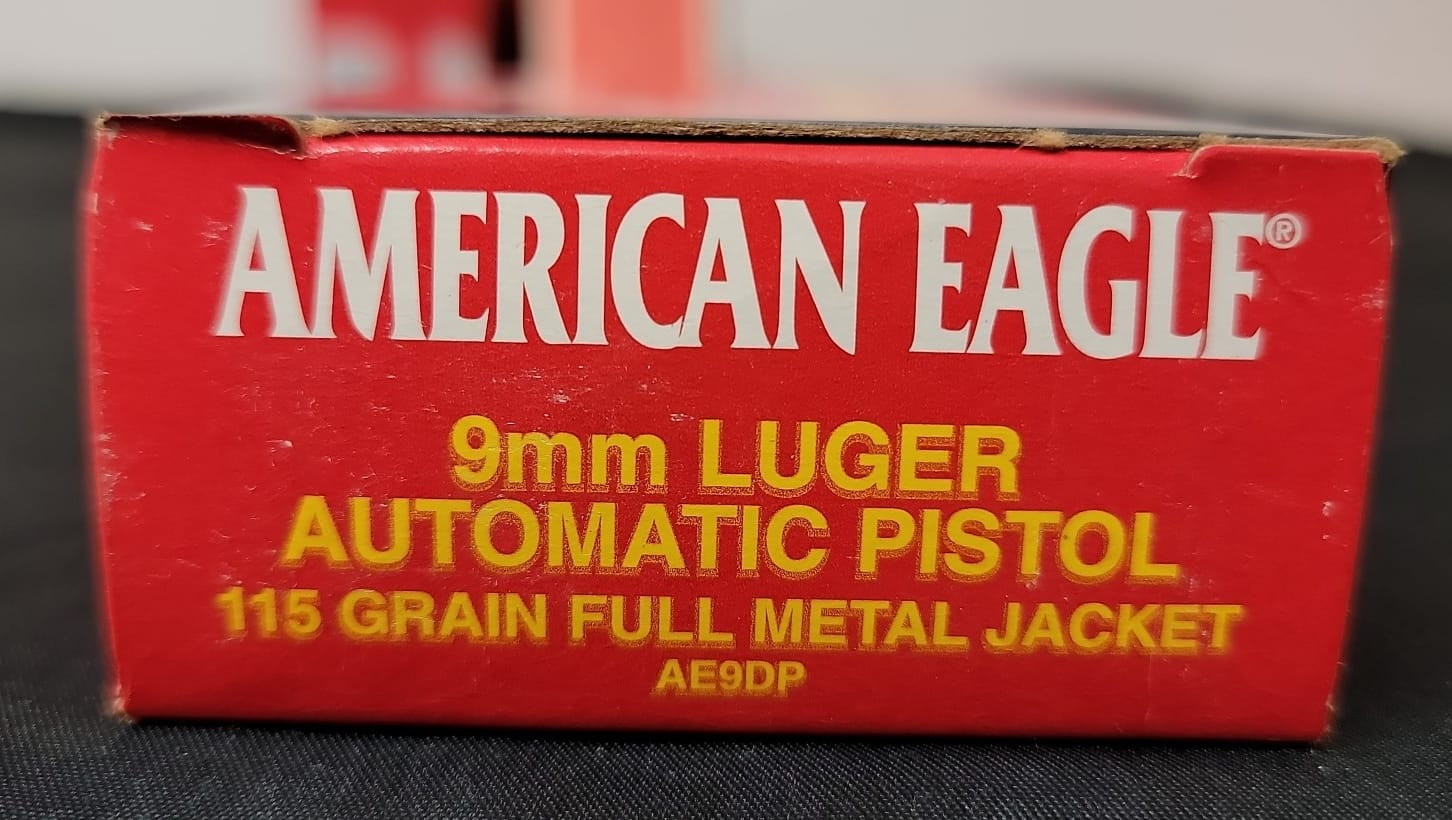 AMERICAN EAGLE®
9mm LUGER
AUTOMATIC PISTOL
115 GRAIN FULL METAL JACKET
AE9DP